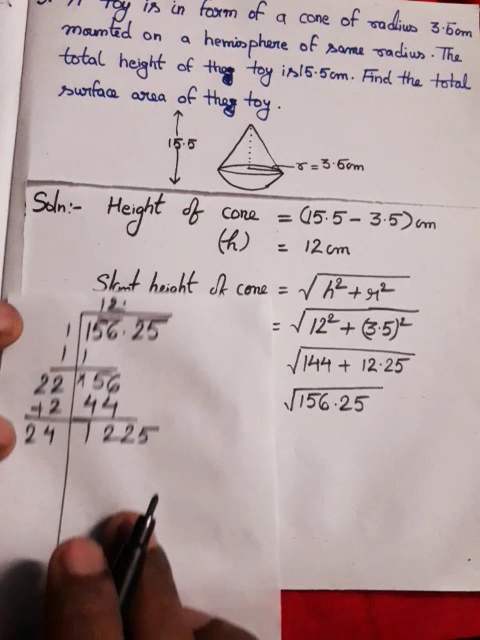 Toy is in form of a cone of radius 3.5cm
mounted on a hemisphere of same radius. The
total height of the toy is 15.5cm. Find the total
surface area of the toy.
15.5
r = 3.5cm
Soln:- Height of cone = (15.5 - 3.5) cm
(h) = 12 cm
Slant height of cone = √h² + r²
= √12² + (3.5)²
√144 + 12.25
√156.25
12.
1 156.25
1 1
22 056
+2 44
24 1225